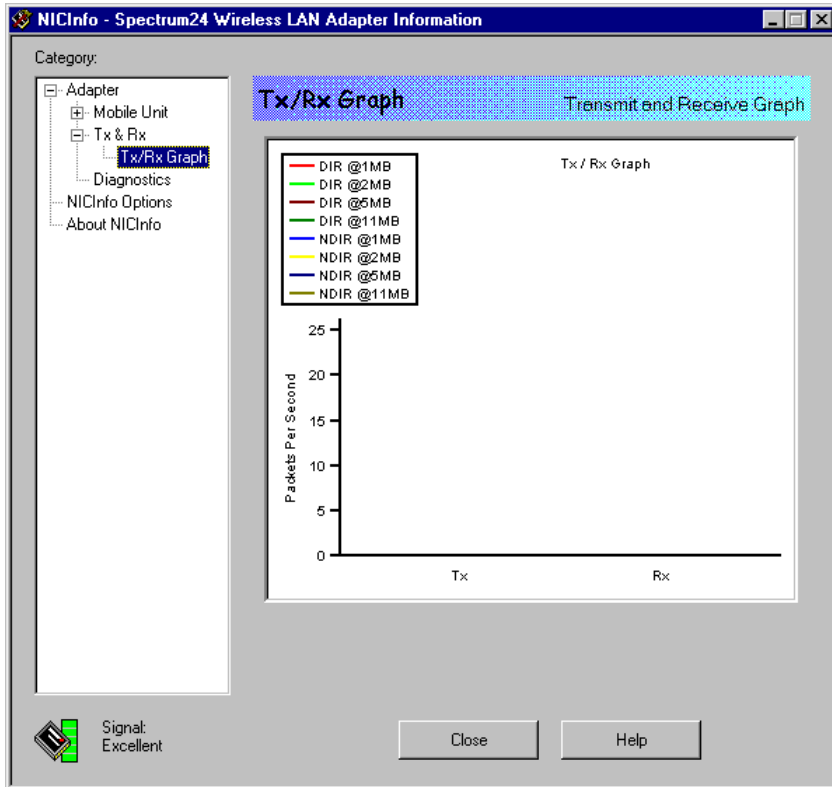 NICInfo - Spectrum24 Wireless LAN Adapter Information
Category:
Adapter
Mobile Unit
Tx & Rx
Tx/Rx Graph
Diagnostics
NICInfo Options
About NICInfo
Tx/Rx Graph
Transmit and Receive Graph
Tx / Rx Graph
DIR @1MB
DIR @2MB
DIR @5MB
DIR @11MB
NDIR @1MB
NDIR @2MB
NDIR @5MB
NDIR @11MB
Packets Per Second
25
20
15
10
5
0
Tx
Rx
Signal:
Excellent
Close
Help